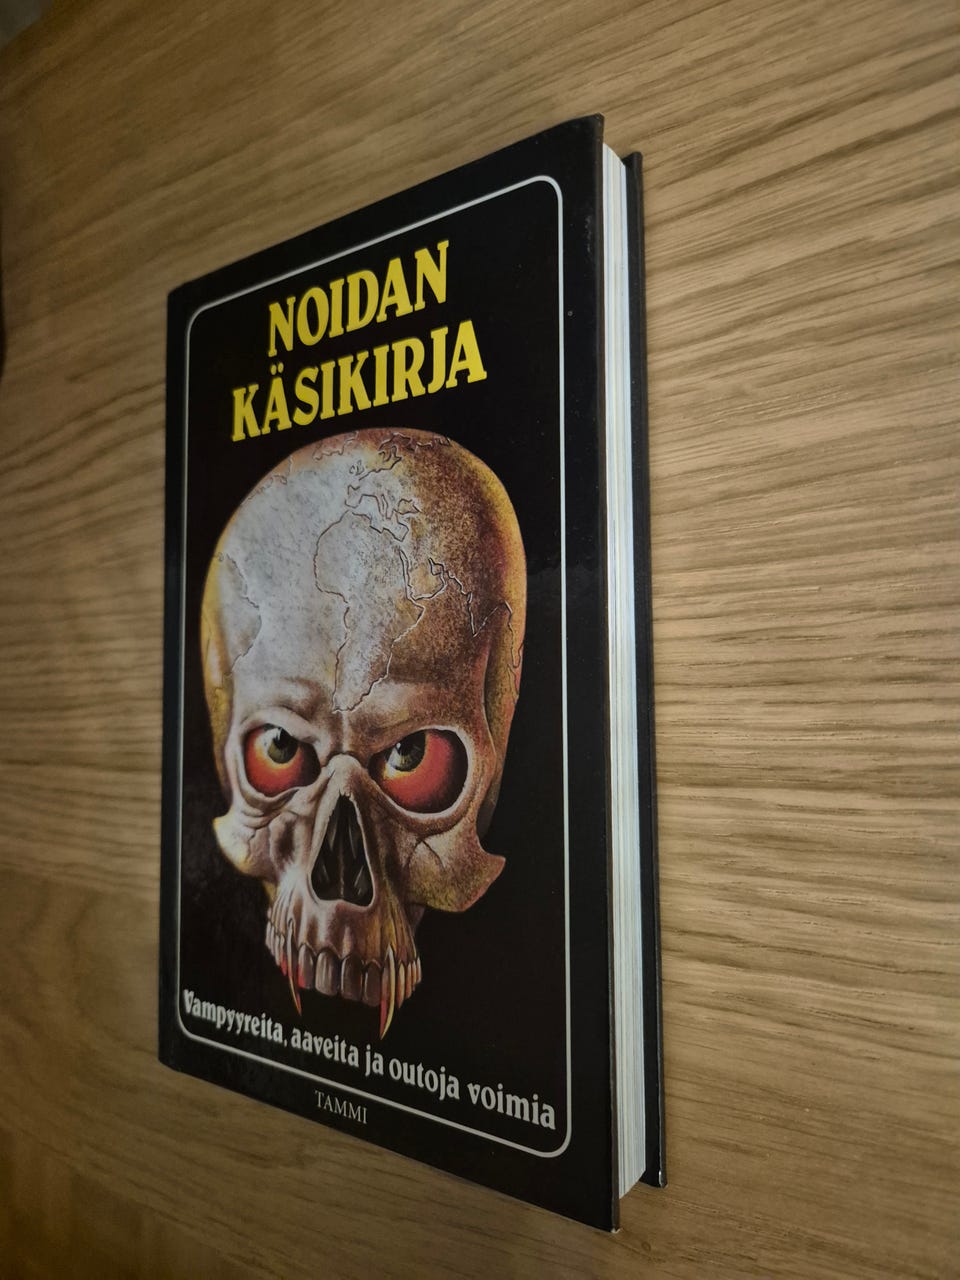 NOIDAN
KÄSIKIRJA
Vampyyreita, aaveita ja outoja voimia
TAMMI